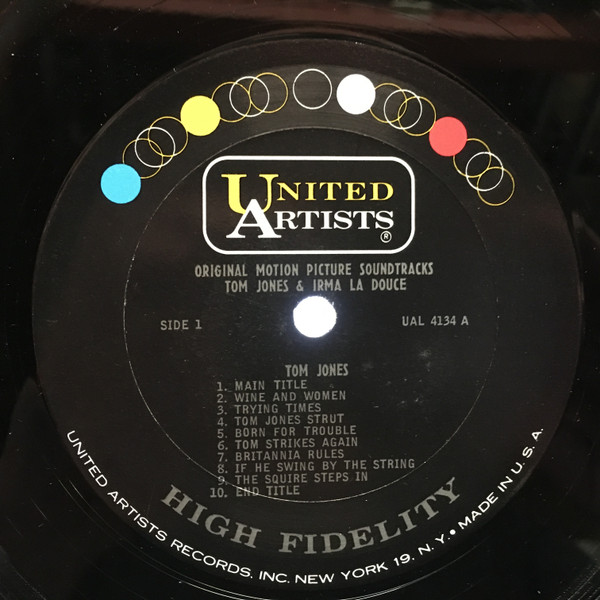 UNITED
ARTISTS®
ORIGINAL MOTION PICTURE SOUNDTRACKS
TOM JONES & IRMA LA DOUCE
SIDE 1
UAL 4134 A
TOM JONES
1. MAIN TITLE
2. WINE AND WOMEN
3. TRYING TIMES
4. TOM JONES STRUT
5. BORN FOR TROUBLE
6. TOM STRIKES AGAIN
7. BRITANNIA RULES
8. IF HE SWING BY THE STRING
9. THE SQUIRE STEPS IN
10. END TITLE
HIGH FIDELITY
UNITED ARTISTS RECORDS, INC. NEW YORK 19, N. Y. • MADE IN U. S. A.